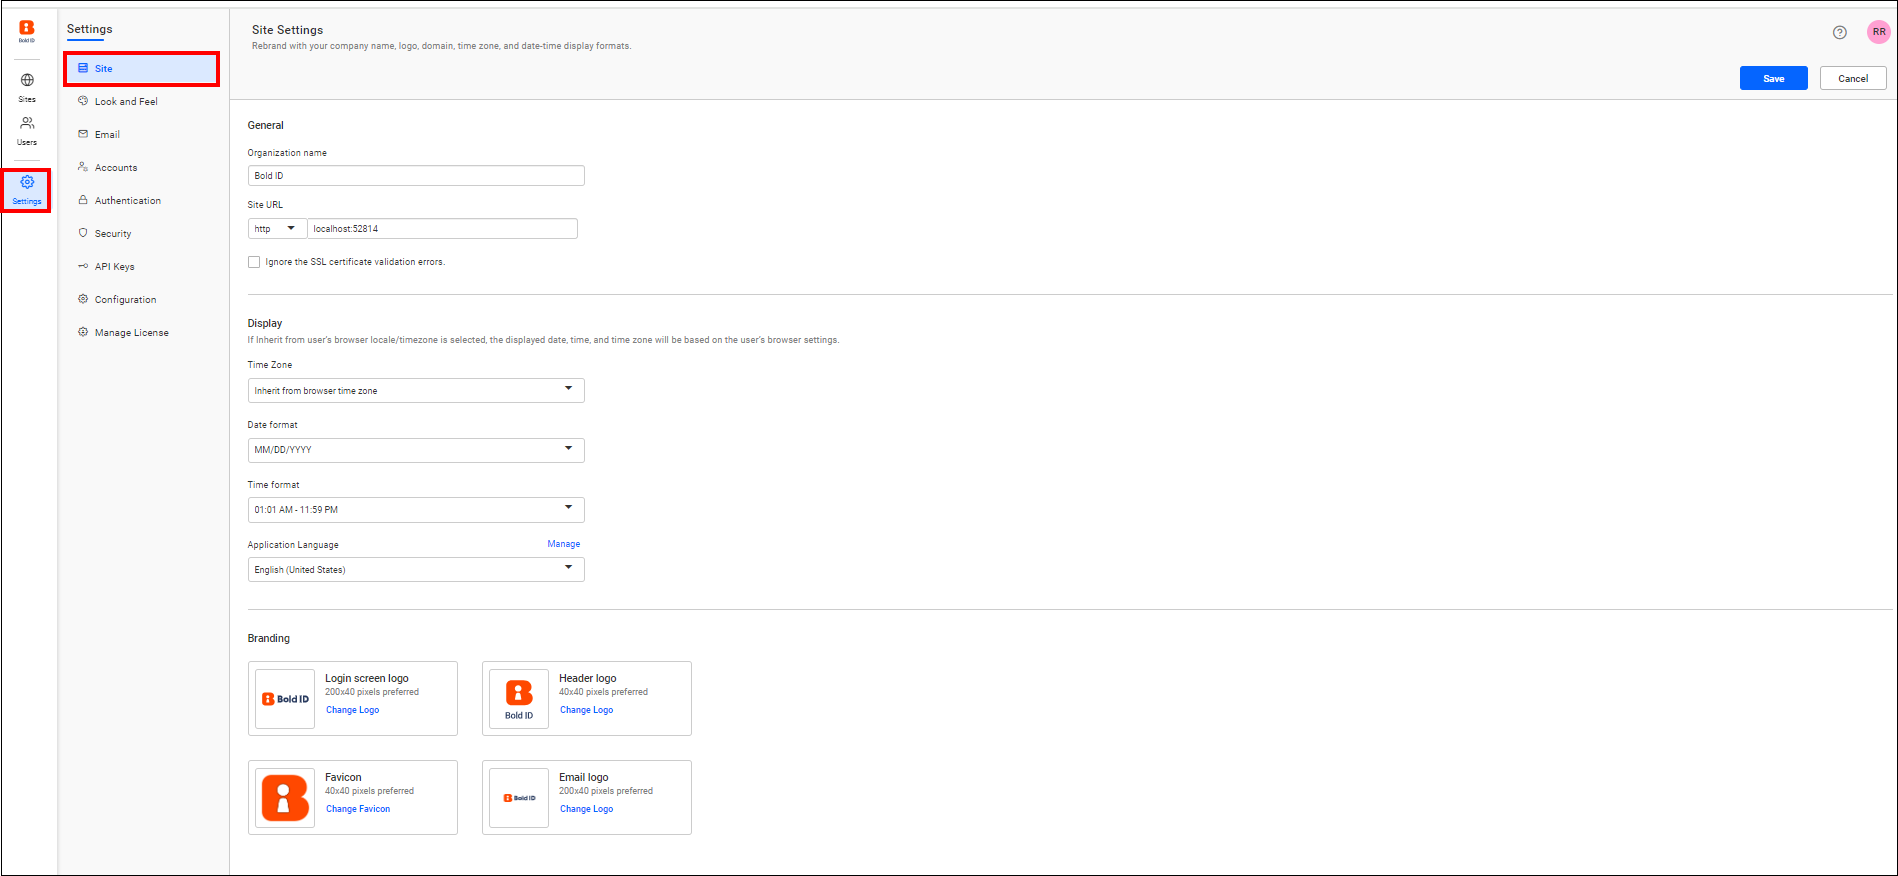 Bold ID
Sites
Users
Settings
Settings
Site
Look and Feel
Email
Accounts
Authentication
Security
API Keys
Configuration
Manage License
Site Settings
Rebrand with your company name, logo, domain, time zone, and date-time display formats.
RR
Save Cancel
General
Organization name
Bold ID
Site URL
http localhost:52814
Ignore the SSL certificate validation errors.
Display
If Inherit from user's browser locale/timezone is selected, the displayed date, time, and time zone will be based on the user's browser settings.
Time Zone
Inherit from browser time zone
Date format
MM/DD/YYYY
Time format
01:01 AM - 11:59 PM
Application Language Manage
English (United States)
Branding
Bold ID
Login screen logo
200x40 pixels preferred
Change Logo
Bold ID
Header logo
40x40 pixels preferred
Change Logo
Favicon
40x40 pixels preferred
Change Favicon
Bold ID
Email logo
200x40 pixels preferred
Change Logo